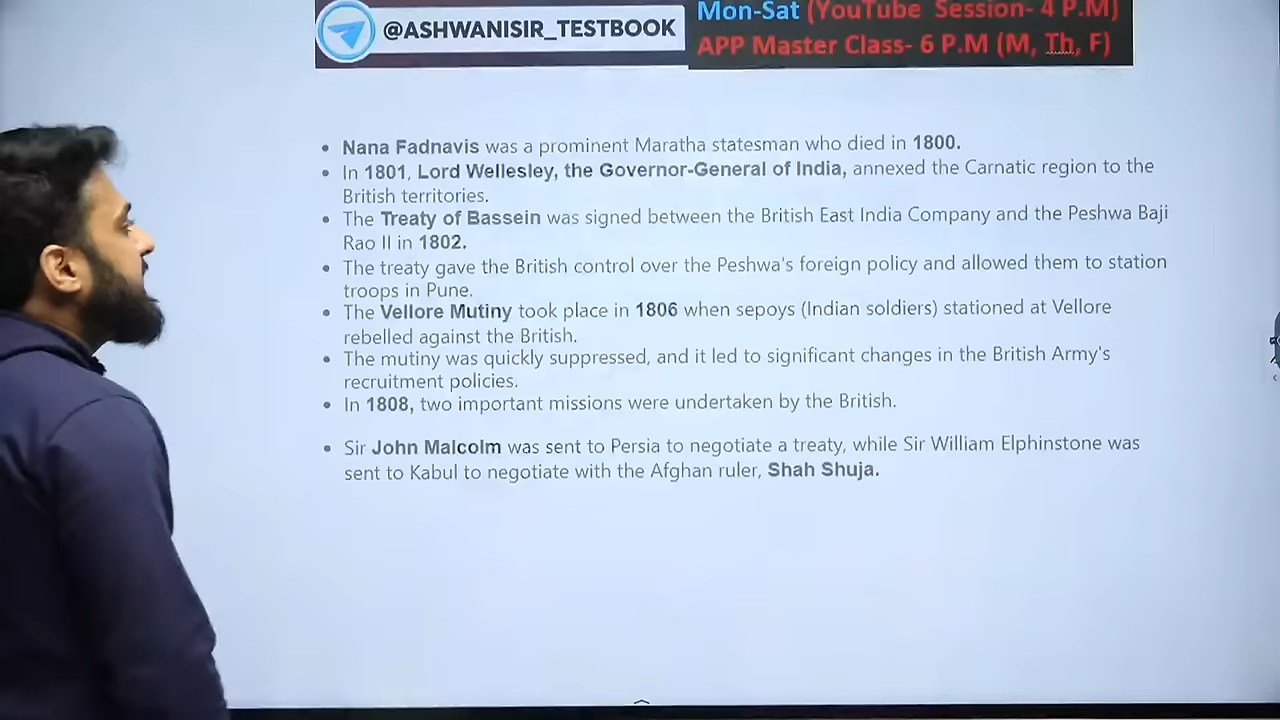 @ASHWANISIR_TESTBOOK
Mon-Sat (YouTube Session- 4 P.M)
APP Master Class- 6 P.M (M, Th, F)
• Nana Fadnavis was a prominent Maratha statesman who died in 1800.
• In 1801, Lord Wellesley, the Governor-General of India, annexed the Carnatic region to the
British territories.
• The Treaty of Bassein was signed between the British East India Company and the Peshwa Baji
Rao II in 1802.
• The treaty gave the British control over the Peshwa's foreign policy and allowed them to station
troops in Pune.
• The Vellore Mutiny took place in 1806 when sepoys (Indian soldiers) stationed at Vellore
rebelled against the British.
• The mutiny was quickly suppressed, and it led to significant changes in the British Army's
recruitment policies.
• In 1808, two important missions were undertaken by the British.
• Sir John Malcolm was sent to Persia to negotiate a treaty, while Sir William Elphinstone was
sent to Kabul to negotiate with the Afghan ruler, Shah Shuja.